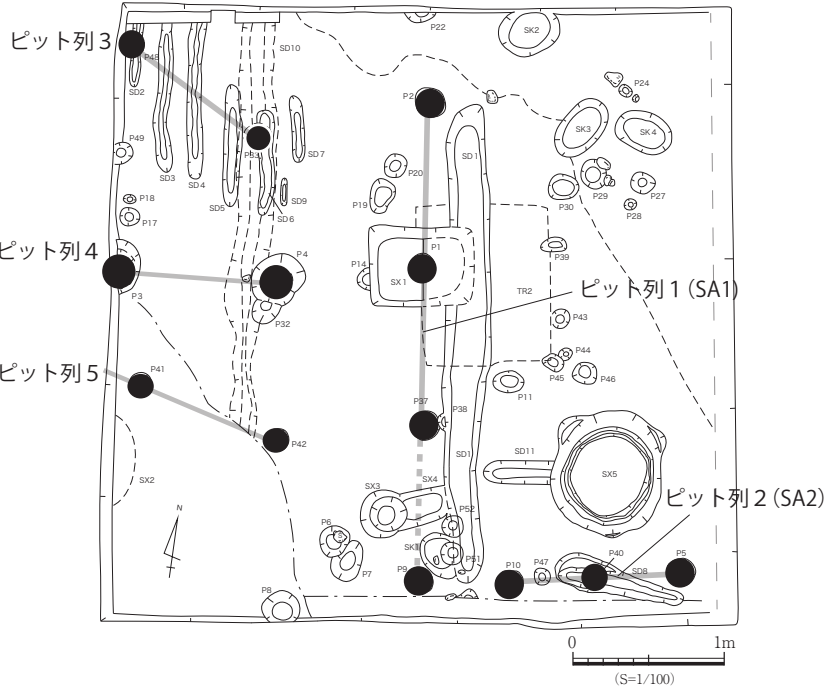 ピット列3
ピット列4
ピット列5
ピット列1(SA1)
ピット列2(SA2)
P22
SK2
SD10
P48
SD2
P24
P2
SK3
SK4
P33
SD7
P49
SD1
SD3
SD4
P20
P29
P27
P18
P19
P30
P28
SD5
SD9
SD6
P17
P4
P1
P39
P14
SX1
TR2
P3
P32
P43
P44
P41
P45
P46
P11
P37
P38
P42
SD1
SD11
SX2
SX5
SX3
SX4
N
P52
P6
P7
P51
P9
P10
P47
P40
SD8
P5
P8
0
1m
(S=1/100)